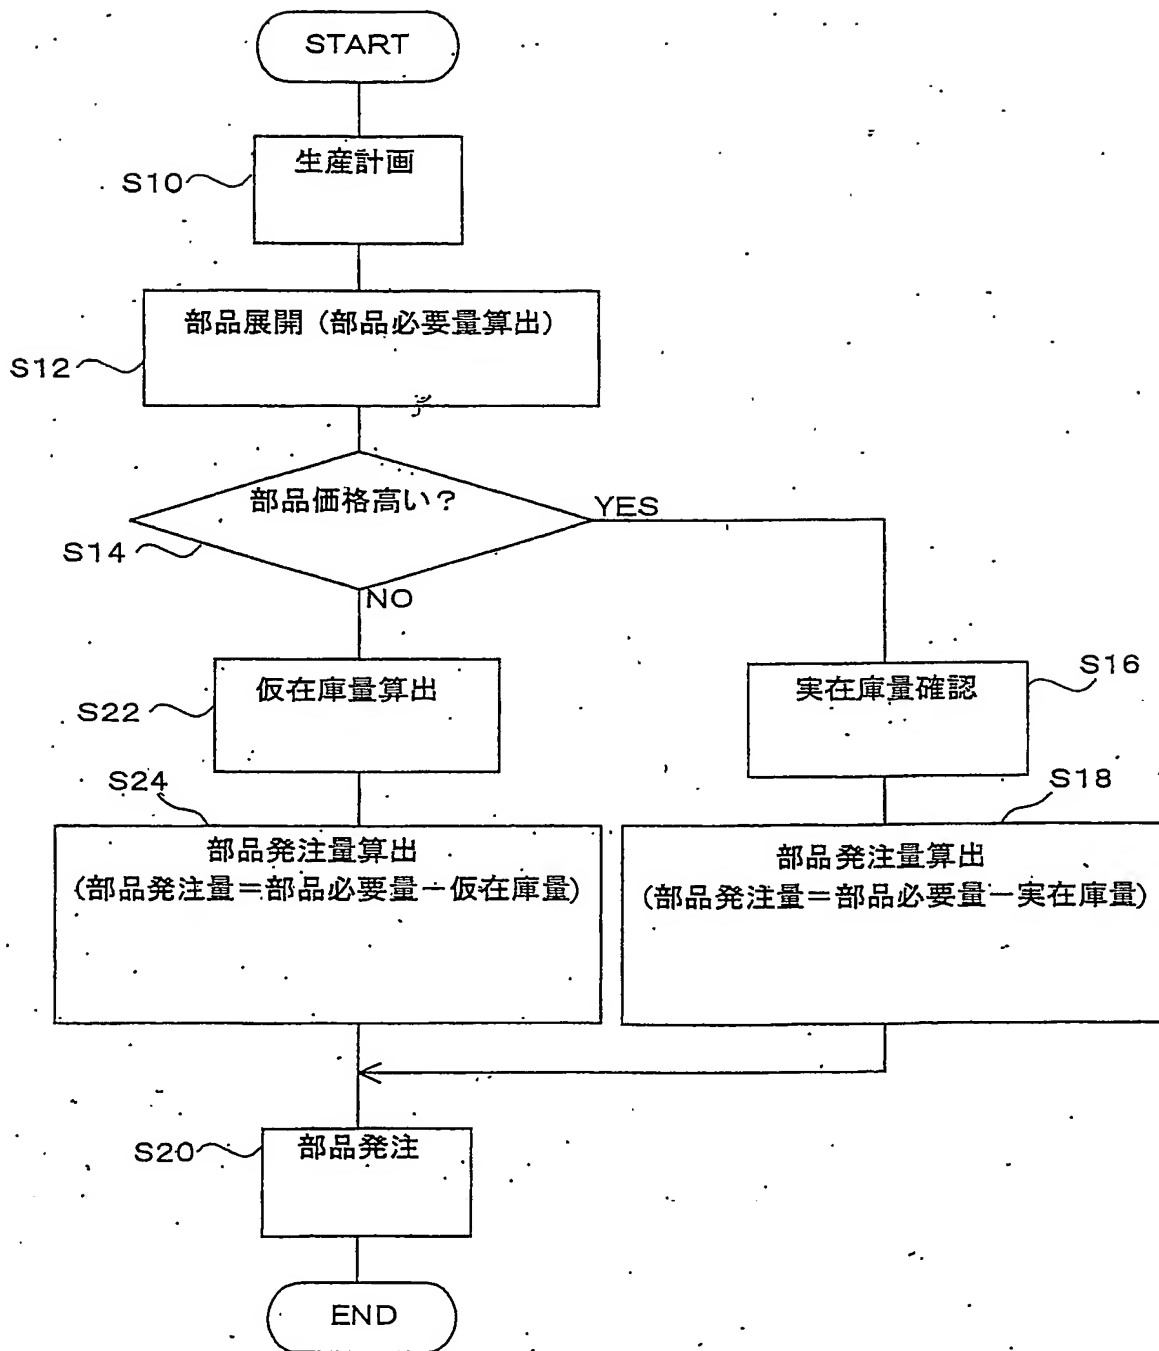 START
S10
生産計画
部品展開（部品必要量算出）
S12
部品価格高い？
YES
S14
NO
S22
仮在庫量算出
実在庫量確認
S16
S24
S18
部品発注量算出
(部品発注量＝部品必要量－仮在庫量)
部品発注量算出
(部品発注量＝部品必要量－実在庫量)
S20
部品発注
END